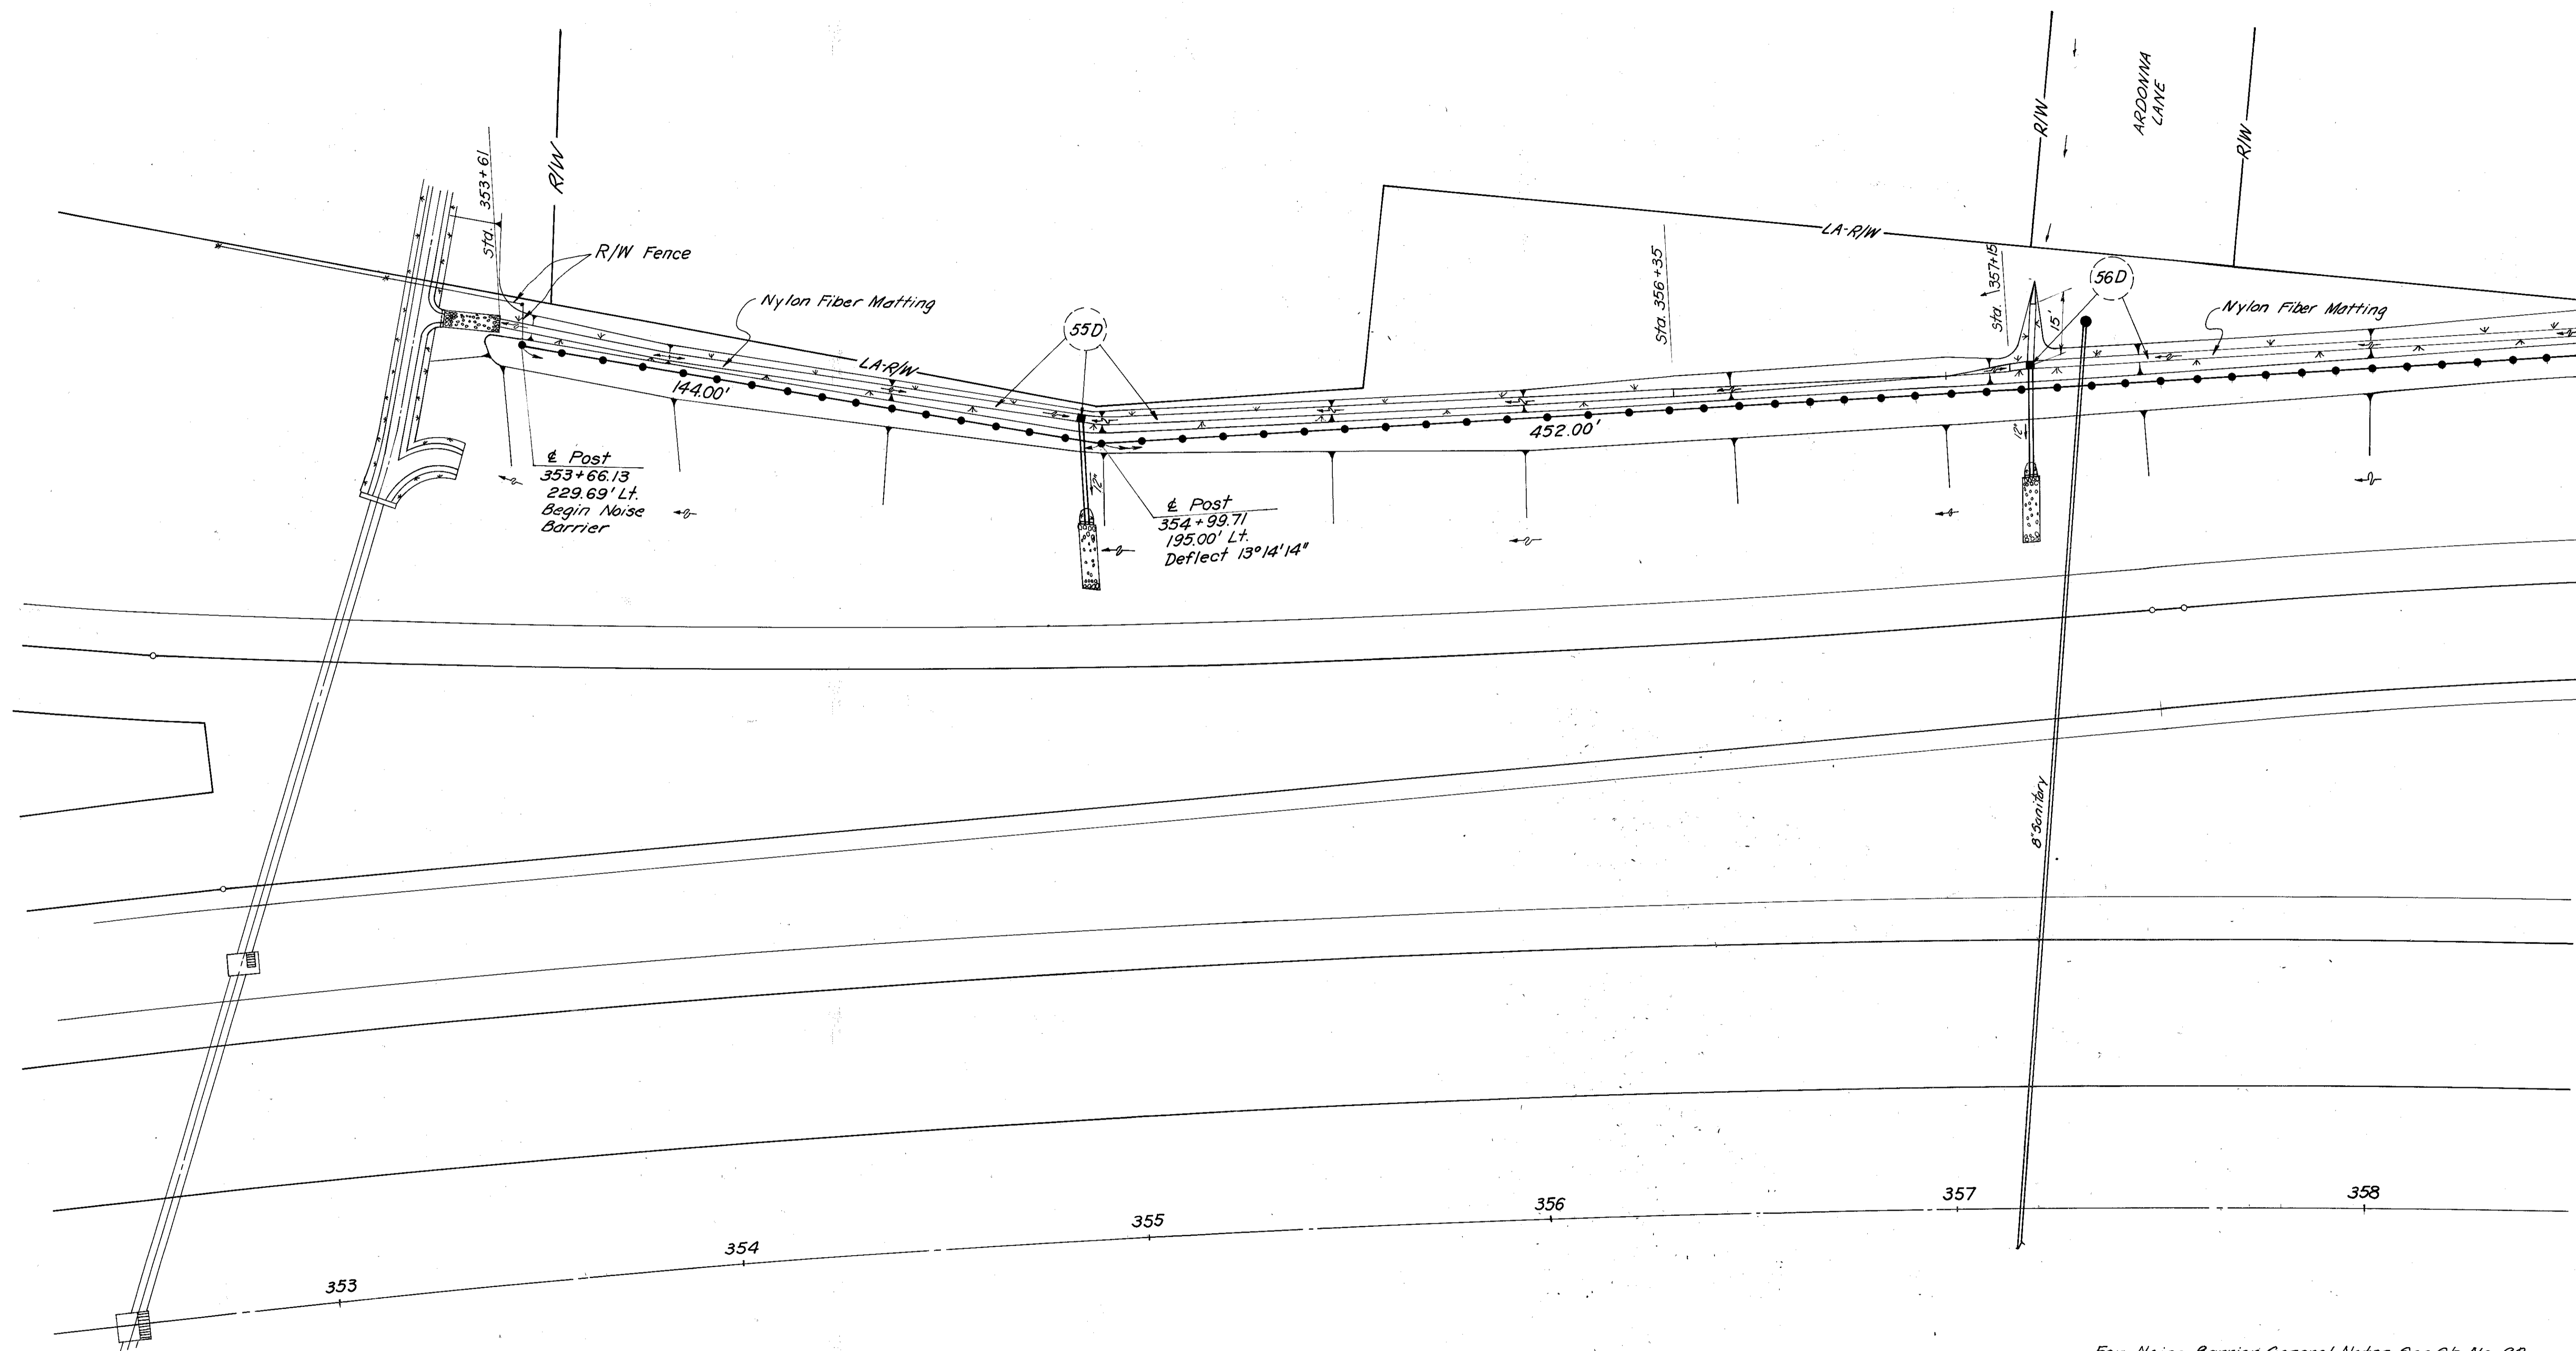 ARDONNA
LANE
R/W
R/W
R/W
Sta. 353+61
R/W Fence
LA-R/W
Nylon Fiber Matting
LA-R/W
55D
Sta. 356+35
Sta. 357+15
15'
56D
Nylon Fiber Matting
144.00'
452.00'
12'
12'
℄ Post
353+66.13
229.69' Lt.
Begin Noise
Barrier
℄ Post
354+99.71
195.00' Lt.
Deflect 13°14'14"
8" Sanitary
353
354
355
356
357
358